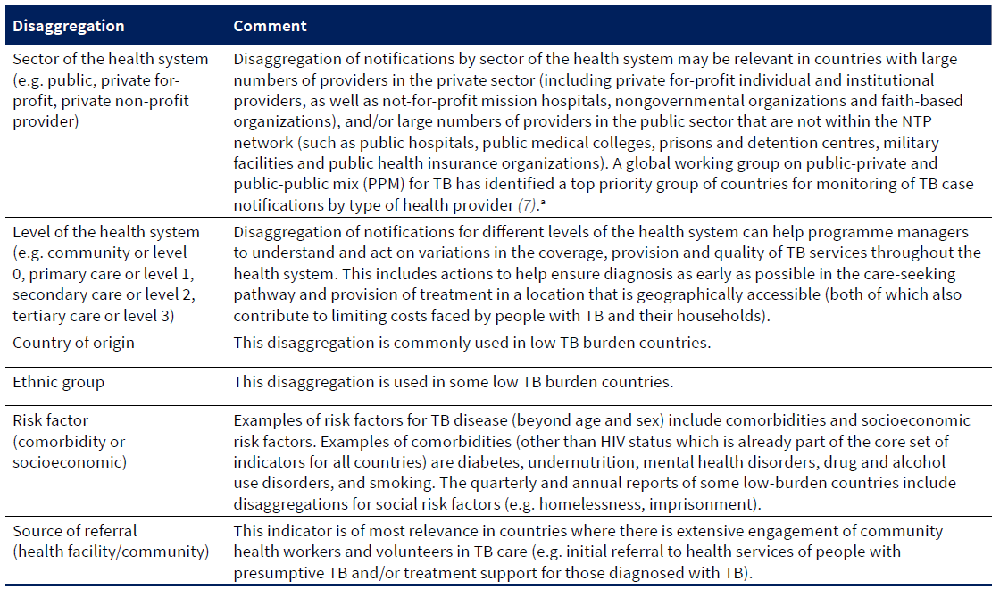 Disaggregation
Comment
Sector of the health system
(e.g. public, private for-
profit, private non-profit
provider)
Disaggregation of notifications by sector of the health system may be relevant in countries with large
numbers of providers in the private sector (including private for-profit individual and institutional
providers, as well as not-for-profit mission hospitals, nongovernmental organizations and faith-based
organizations), and/or large numbers of providers in the public sector that are not within the NTP
network (such as public hospitals, public medical colleges, prisons and detention centres, military
facilities and public health insurance organizations). A global working group on public-private and
public-public mix (PPM) for TB has identified a top priority group of countries for monitoring of TB case
notifications by type of health provider (7).ᵃ
Level of the health system
(e.g. community or level
0, primary care or level 1,
secondary care or level 2,
tertiary care or level 3)
Disaggregation of notifications for different levels of the health system can help programme managers
to understand and act on variations in the coverage, provision and quality of TB services throughout the
health system. This includes actions to help ensure diagnosis as early as possible in the care-seeking
pathway and provision of treatment in a location that is geographically accessible (both of which also
contribute to limiting costs faced by people with TB and their households).
Country of origin
This disaggregation is commonly used in low TB burden countries.
Ethnic group
This disaggregation is used in some low TB burden countries.
Risk factor
(comorbidity or
socioeconomic)
Examples of risk factors for TB disease (beyond age and sex) include comorbidities and socioeconomic
risk factors. Examples of comorbidities (other than HIV status which is already part of the core set of
indicators for all countries) are diabetes, undernutrition, mental health disorders, drug and alcohol
use disorders, and smoking. The quarterly and annual reports of some low-burden countries include
disaggregations for social risk factors (e.g. homelessness, imprisonment).
Source of referral
(health facility/community)
This indicator is of most relevance in countries where there is extensive engagement of community
health workers and volunteers in TB care (e.g. initial referral to health services of people with
presumptive TB and/or treatment support for those diagnosed with TB).